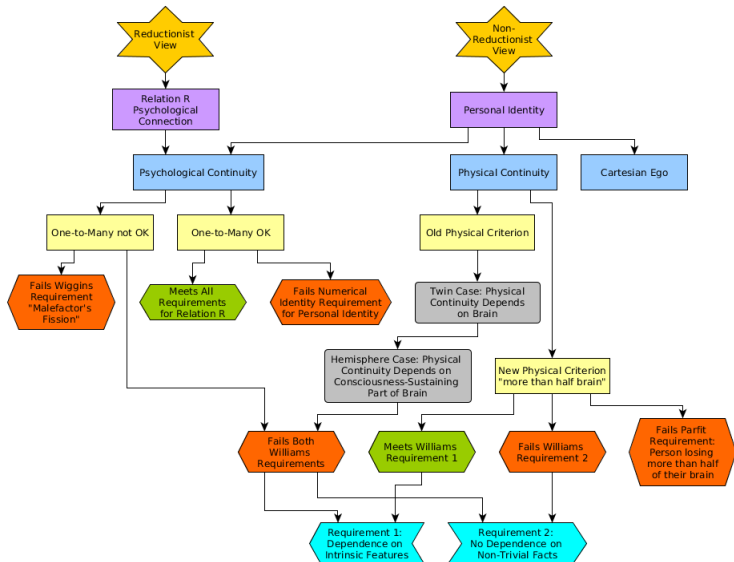 Reductionist
View
Non-
Reductionist
View
Relation R
Psychological
Connection
Personal Identity
Psychological Continuity
Physical Continuity
Cartesian Ego
One-to-Many not OK
One-to-Many OK
Old Physical Criterion
Fails Wiggins
Requirement
"Malefactor's
Fission"
Meets All
Requirements
for Relation R
Fails Numerical
Identity Requirement
for Personal Identity
Twin Case: Physical
Continuity Depends
on Brain
Hemisphere Case: Physical
Continuity Depends on
Consciousness-Sustaining
Part of Brain
New Physical Criterion
"more than half brain"
Fails Both
Williams
Requirements
Meets Williams
Requirement 1
Fails Williams
Requirement 2
Fails Parfit
Requirement:
Person losing
more than half
of their brain
Requirement 1:
Dependence on
Intrinsic Features
Requirement 2:
No Dependence on
Non-Trivial Facts